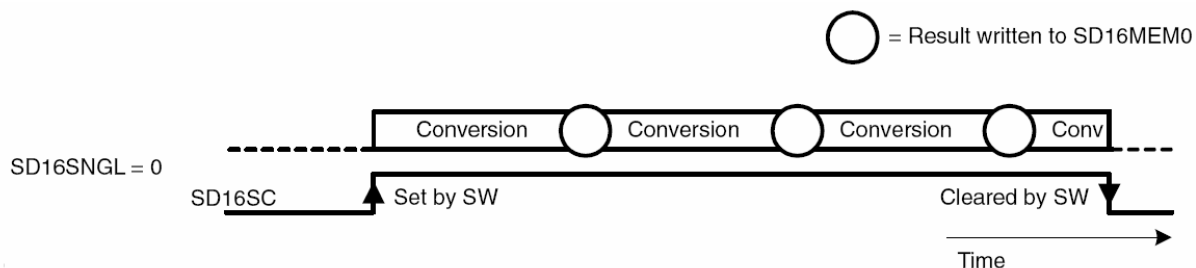 = Result written to SD16MEM0
Conversion Conversion Conversion Conv
SD16SNGL = 0
SD16SC Set by SW Cleared by SW
Time